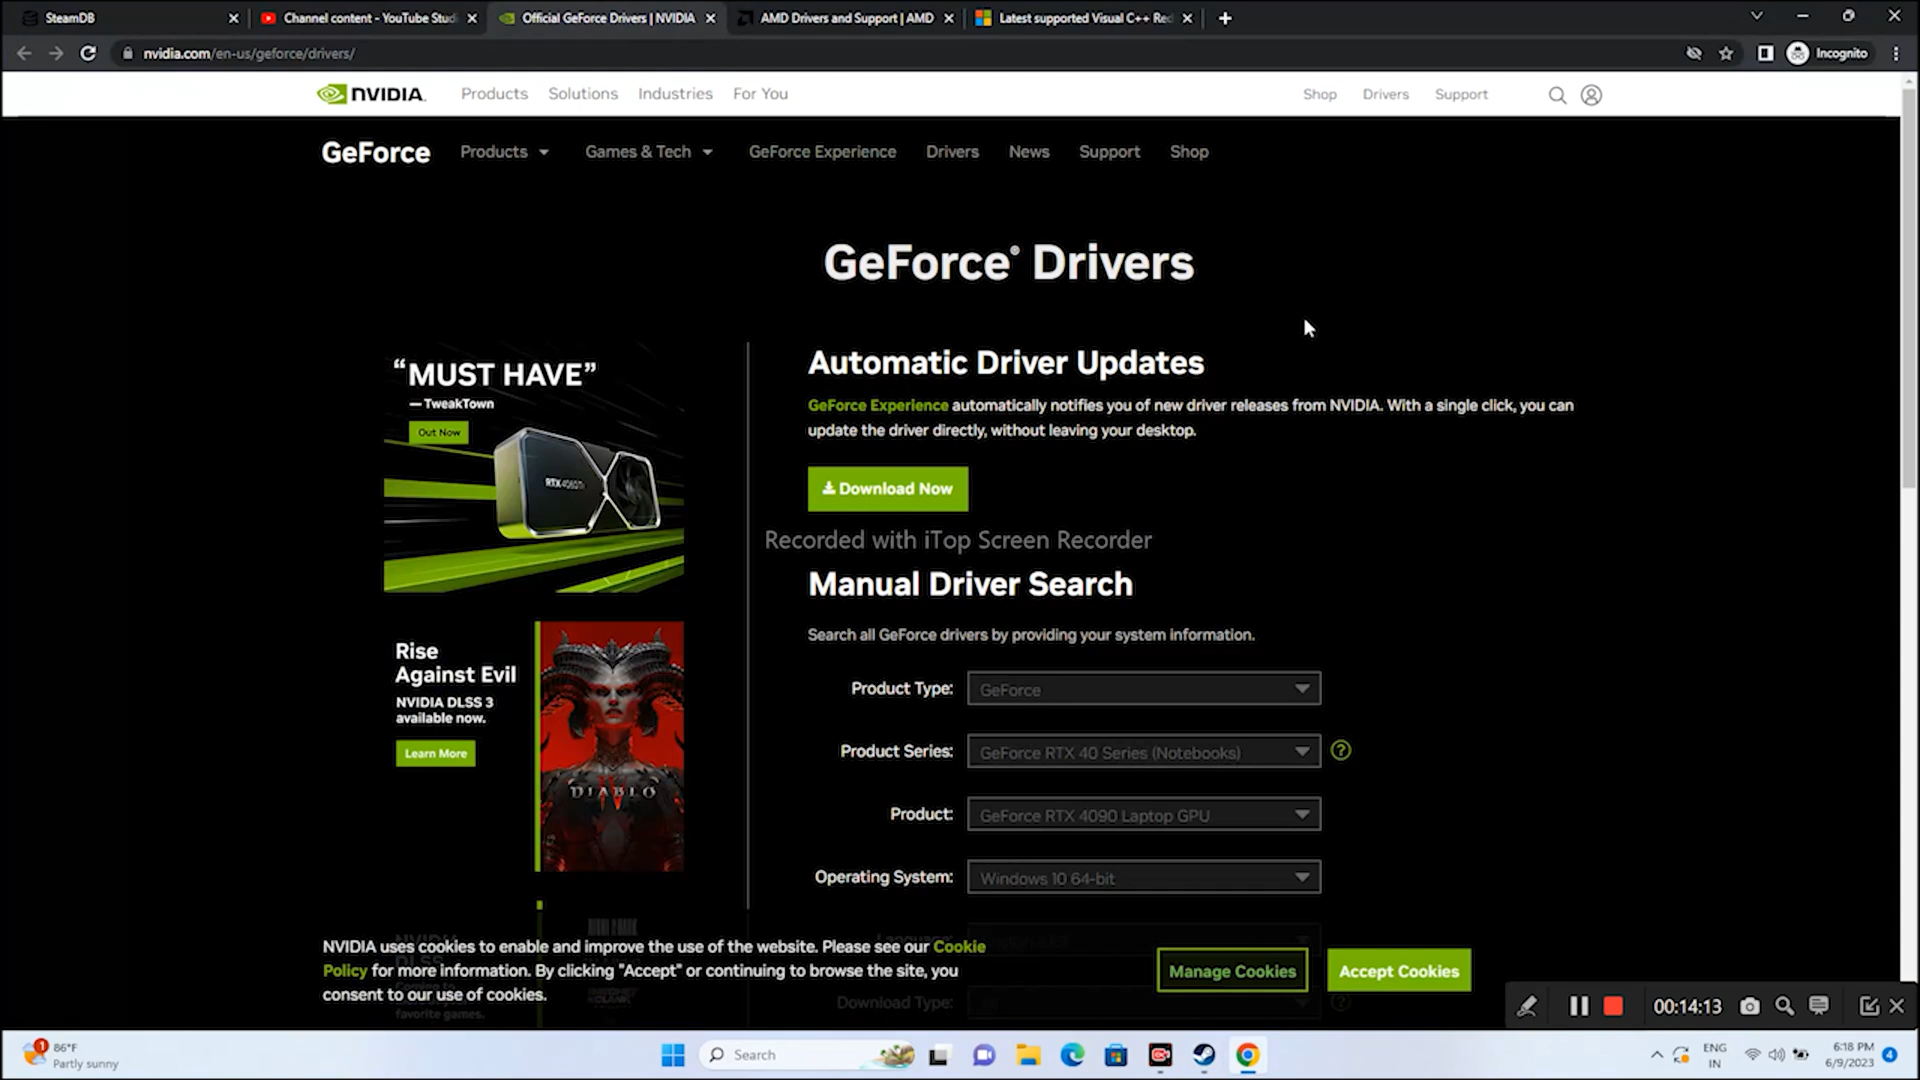 SteamDB
Channel content - YouTube Stud
Official GeForce Drivers | NVIDIA
AMD Drivers and Support | AMD
Latest supported Visual C++ Red
nvidia.com/en-us/geforce/drivers/
Incognito
NVIDIA.
Products
Solutions
Industries
For You
Shop
Drivers
Support
GeForce
Products
Games & Tech
GeForce Experience
Drivers
News
Support
Shop
GeForce® Drivers
“MUST HAVE”
— TweakTown
Out Now
Automatic Driver Updates
GeForce Experience automatically notifies you of new driver releases from NVIDIA. With a single click, you can
update the driver directly, without leaving your desktop.
Download Now
Recorded with iTop Screen Recorder
Manual Driver Search
Search all GeForce drivers by providing your system information.
Rise
Against Evil
NVIDIA DLSS 3
available now.
Learn More
DIABLO
Product Type:
GeForce
Product Series:
GeForce RTX 40 Series (Notebooks)
?
Product:
GeForce RTX 4090 Laptop GPU
Operating System:
Windows 10 64-bit
Language:
NVIDIA uses cookies to enable and improve the use of the website. Please see our Cookie
Policy for more information. By clicking "Accept" or continuing to browse the site, you
consent to our use of cookies.
Manage Cookies
Accept Cookies
Download Type:
favorite games.
00:14:13
1
86°F
Partly sunny
Search
ENG
IN
6:18 PM
6/9/2023
4